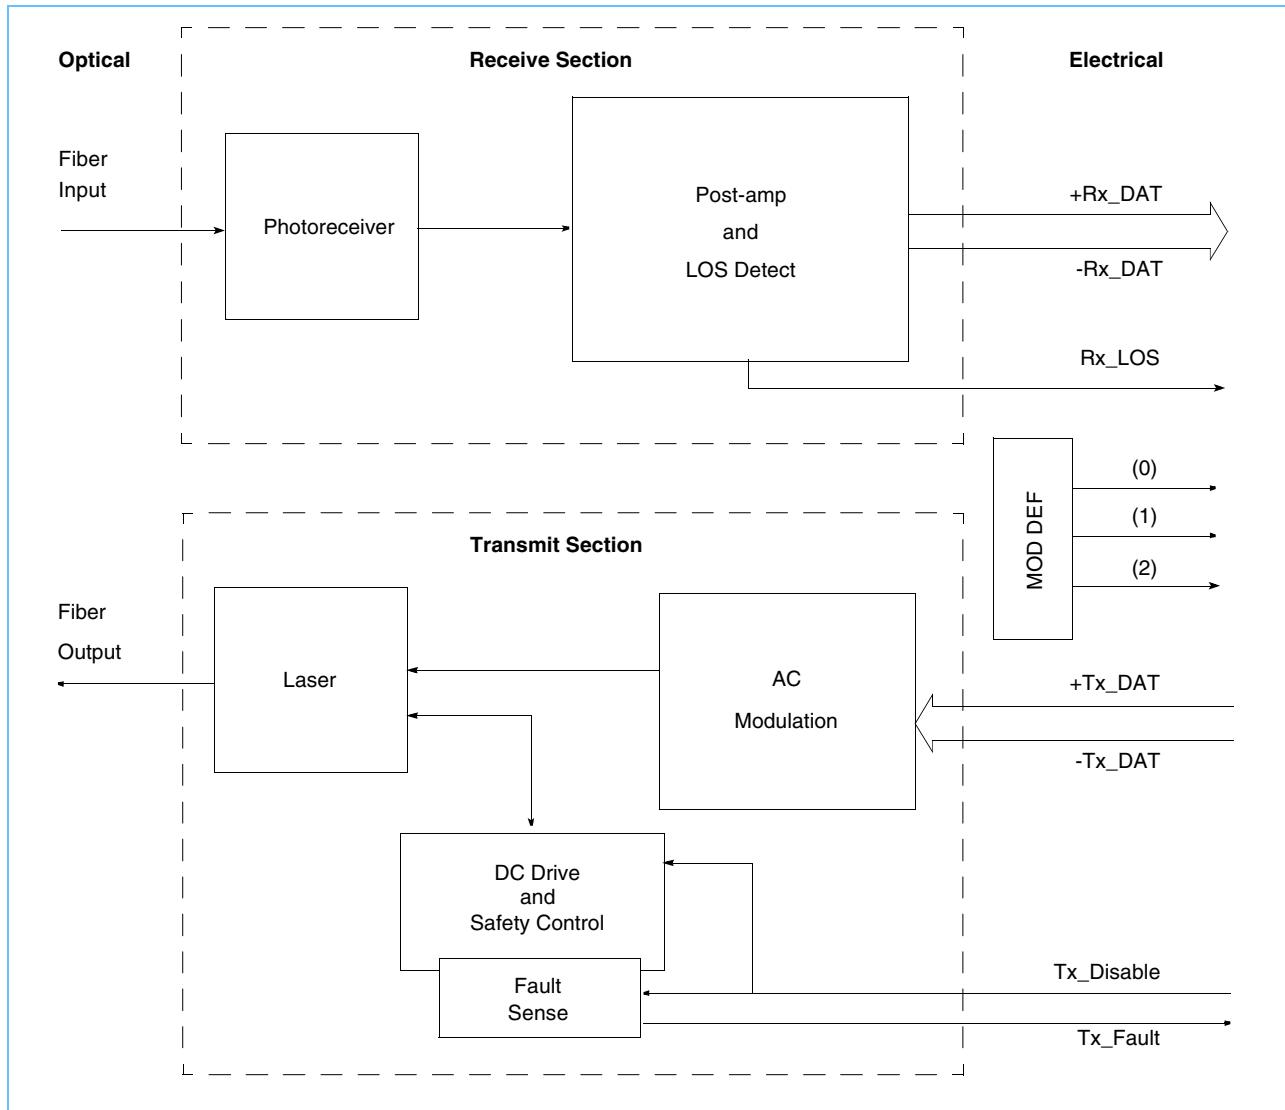 Optical
Receive Section
Electrical
Fiber
Input
Photoreceiver
Post-amp
and
LOS Detect
+Rx_DAT
-Rx_DAT
Rx_LOS
MOD DEF
(0)
(1)
(2)
Transmit Section
Fiber
Output
Laser
AC
Modulation
+Tx_DAT
-Tx_DAT
DC Drive
and
Safety Control
Fault
Sense
Tx_Disable
Tx_Fault